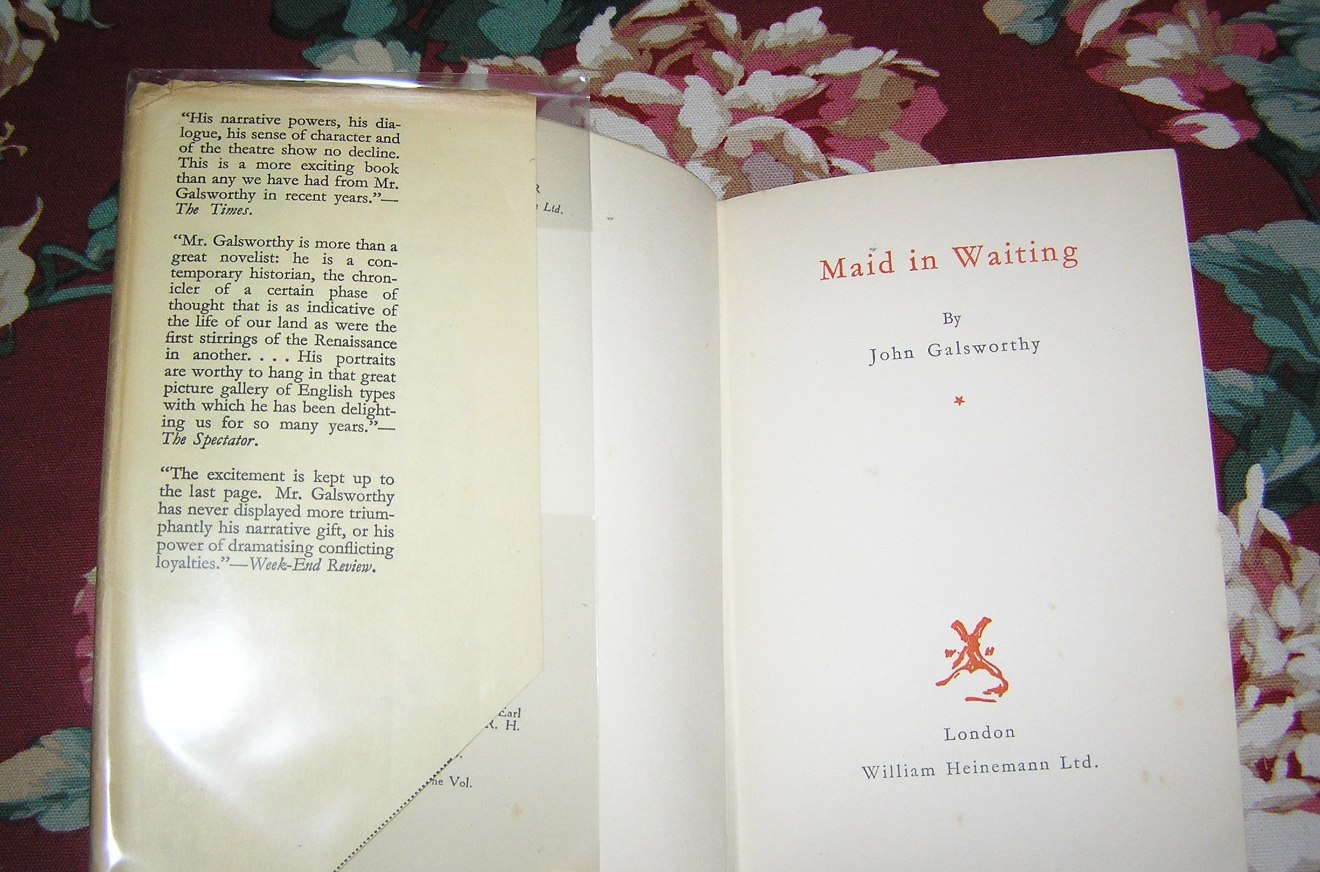 “His narrative powers, his dia-
logue, his sense of character and
of the theatre show no decline.
This is a more exciting book
than any we have had from Mr.
Galsworthy in recent years.”—
The Times.
“Mr. Galsworthy is more than a
great novelist: he is a con-
temporary historian, the chron-
icler of a certain phase of
thought that is as indicative of
the life of our land as were the
first stirrings of the Renaissance
in another. . . . His portraits
are worthy to hang in that great
picture gallery of English types
with which he has been delight-
ing us for so many years.”—
The Spectator.
“The excitement is kept up to
the last page. Mr. Galsworthy
has never displayed more trium-
phantly his narrative gift, or his
power of dramatising conflicting
loyalties.”—Week-End Review.
Ltd.
Earl
R. H.
Vol.
Maid in Waiting
By
John Galsworthy
W H
London
William Heinemann Ltd.